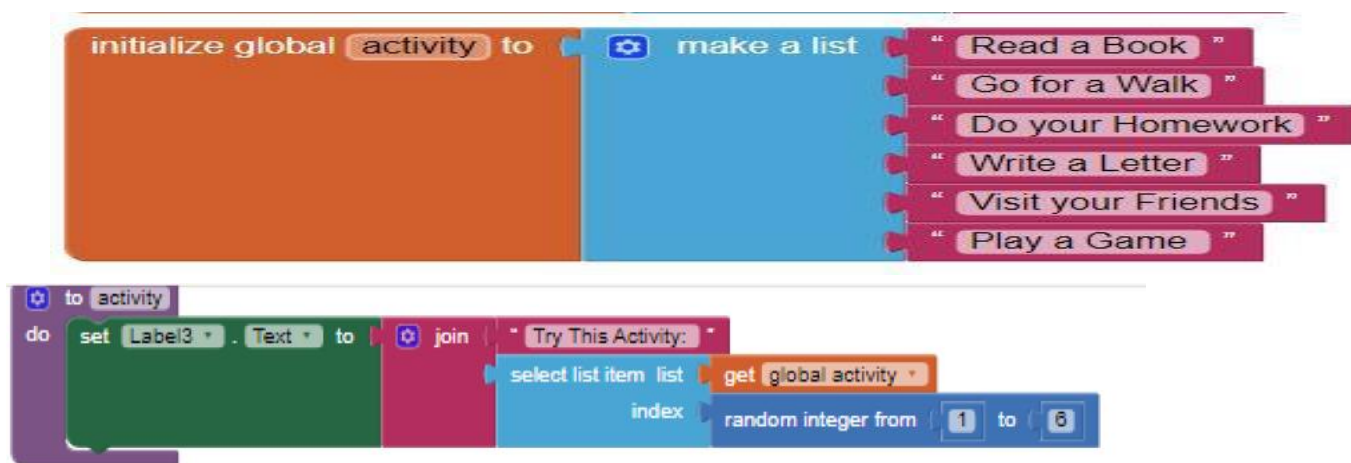 initialize global activity to make a list " Read a Book "
" Go for a Walk "
" Do your Homework "
" Write a Letter "
" Visit your Friends "
" Play a Game "
to activity
do set Label3 . Text to join " Try This Activity: "
select list item list get global activity
index random integer from 1 to 6